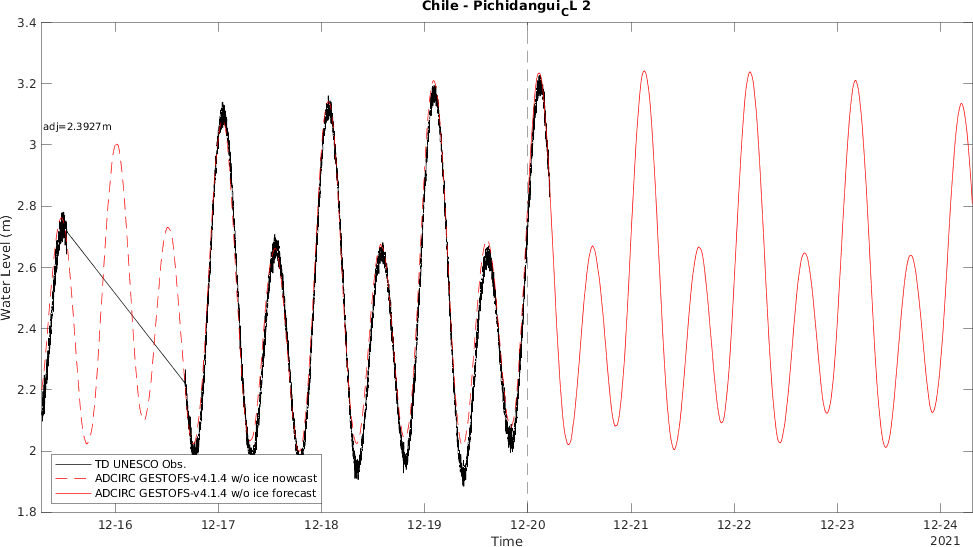 Chile - PichidanguiCL 2
3.4
3.2
3
2.8
2.6
2.4
2.2
2
1.8
adj=2.3927m
Water Level (m)
TD UNESCO Obs.
ADCIRC GESTOFS-v4.1.4 w/o ice nowcast
ADCIRC GESTOFS-v4.1.4 w/o ice forecast
12-16 12-17 12-18 12-19 12-20 12-21 12-22 12-23 12-24
Time
2021